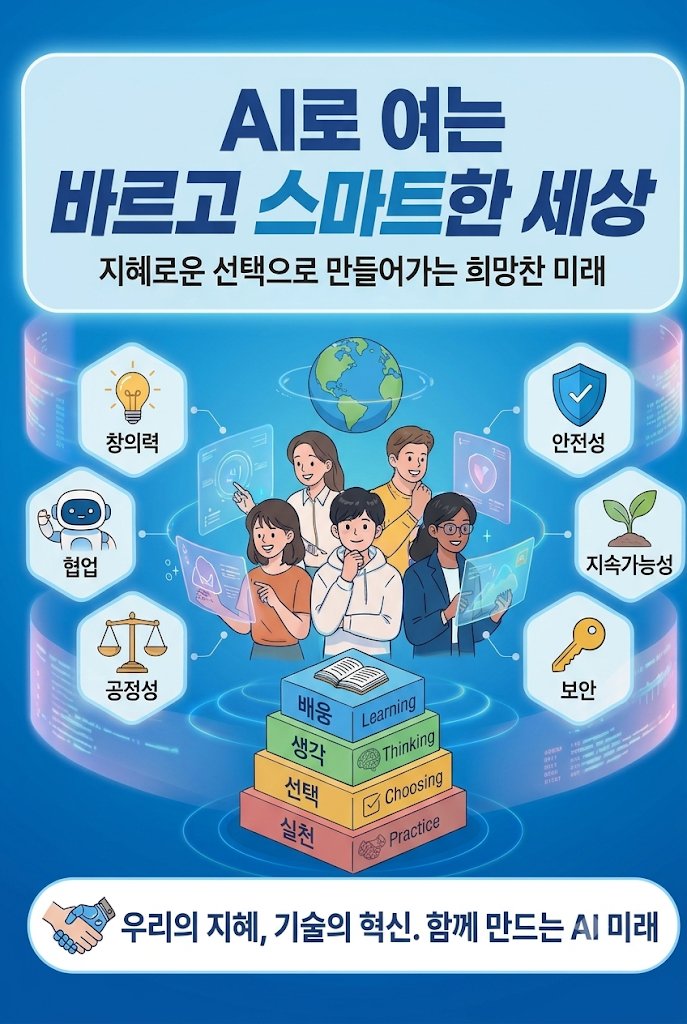 AI로 여는
바르고 스마트한 세상
지혜로운 선택으로 만들어가는 희망찬 미래
창의력
안전성
협업
지속가능성
공정성
보안
배움 Learning
생각 Thinking
선택 Choosing
실천 Practice
우리의 지혜, 기술의 혁신. 함께 만드는 AI 미래